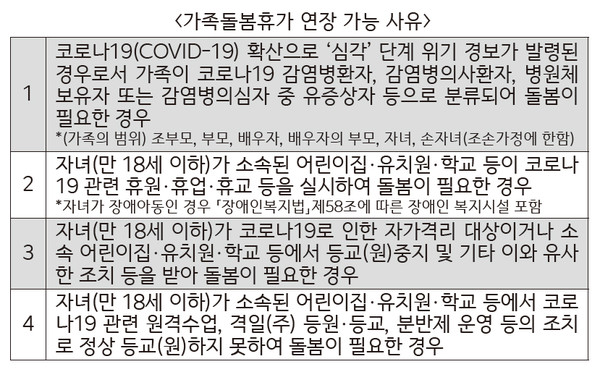 <가족돌봄휴가 연장 가능 사유>
1
코로나19(COVID-19) 확산으로 ‘심각’ 단계 위기 경보가 발령된
경우로서 가족이 코로나19 감염병환자, 감염병의사환자, 병원체
보유자 또는 감염병의심자 중 유증상자 등으로 분류되어 돌봄이
필요한 경우
*(가족의 범위) 조부모, 부모, 배우자, 배우자의 부모, 자녀, 손자녀(조손가정에 한함)
2
자녀(만 18세 이하)가 소속된 어린이집·유치원·학교 등이 코로나
19 관련 휴원·휴업·휴교 등을 실시하여 돌봄이 필요한 경우
*자녀가 장애아동인 경우 「장애인복지법」제58조에 따른 장애인 복지시설 포함
3
자녀(만 18세 이하)가 코로나19로 인한 자가격리 대상이거나 소
속 어린이집·유치원·학교 등에서 등교(원)중지 및 기타 이와 유사
한 조치 등을 받아 돌봄이 필요한 경우
4
자녀(만 18세 이하)가 소속된 어린이집·유치원·학교 등에서 코로
나19 관련 원격수업, 격일(주) 등원·등교, 분반제 운영 등의 조치
로 정상 등교(원)하지 못하여 돌봄이 필요한 경우